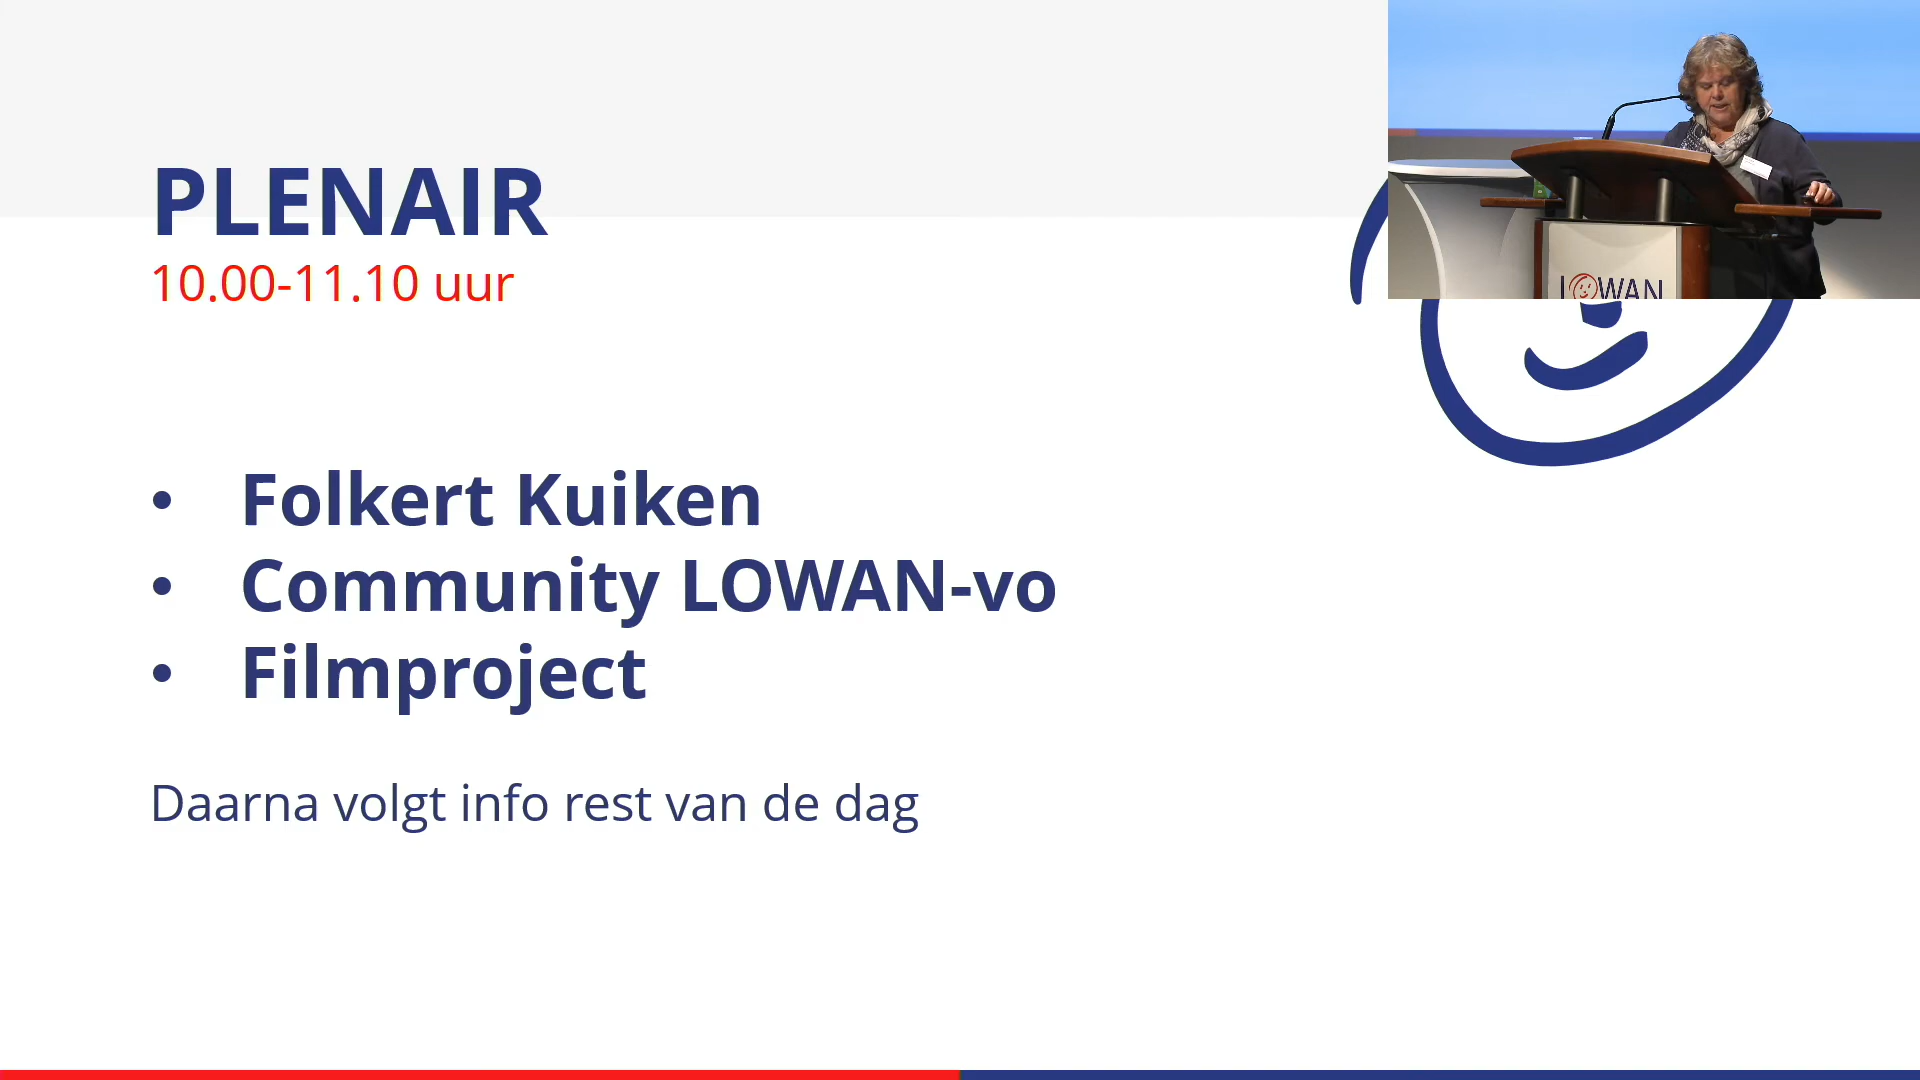 PLENAIR
10.00-11.10 uur
LOWAN
• Folkert Kuiken
• Community LOWAN-vo
• Filmproject
Daarna volgt info rest van de dag